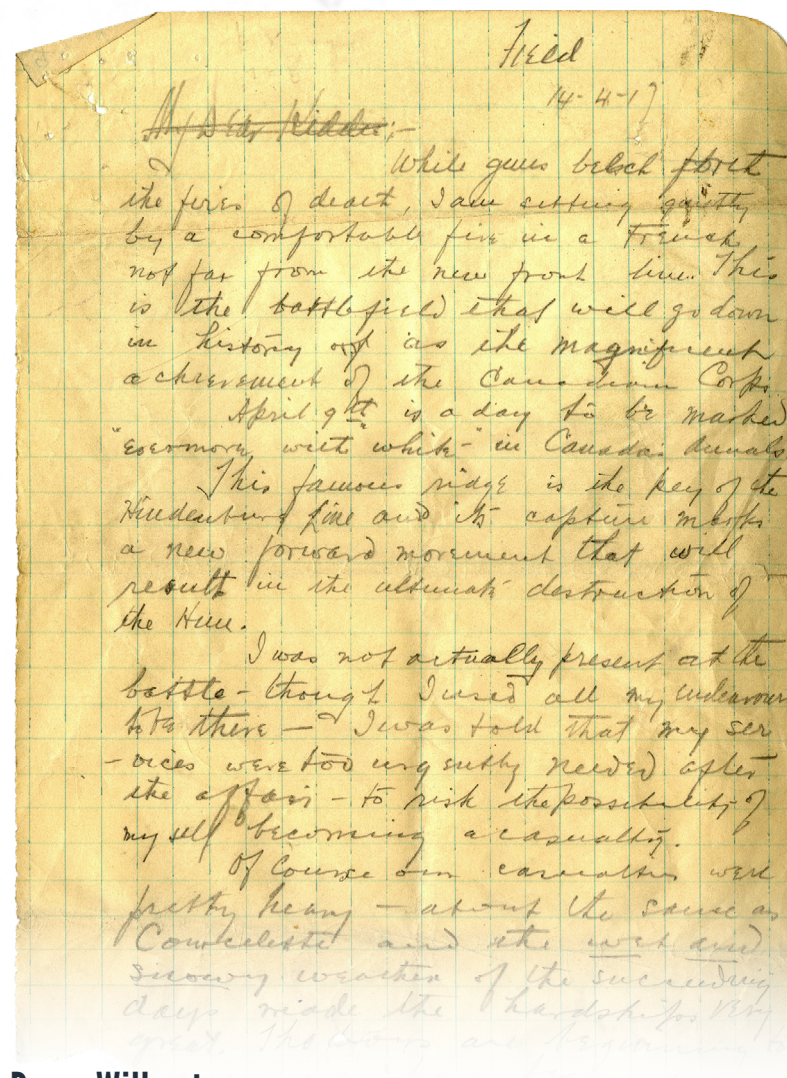 Field
14-4-17
My Dear Kiddie:-
While guns belch forth
the fires of death, I am sitting quietly
by a comfortable fire in a French
not far from the new front line. This
is the battlefield that will go down
in history as the magnificent
achievement of the Canadian Corps.
April 9th is a day to be marked
"evermore with "white-" in Canada's Annals
This famous ridge is the key of the
Hindenburg Line and its capture marks
a new forward movement that will
result in the ultimate destruction of
the Hun.
I was not actually present at the
battle - though I used all my endeavour
to be there - I was told that my ser
-vices were too urgently needed after
the affair - to risk the possibility of
myself becoming a casualty.
Of course our casualties were
pretty heavy - about the same as
Courcelette and the wet and
snowy weather of the succeeding
days made the hardships very
great. The are beginning to